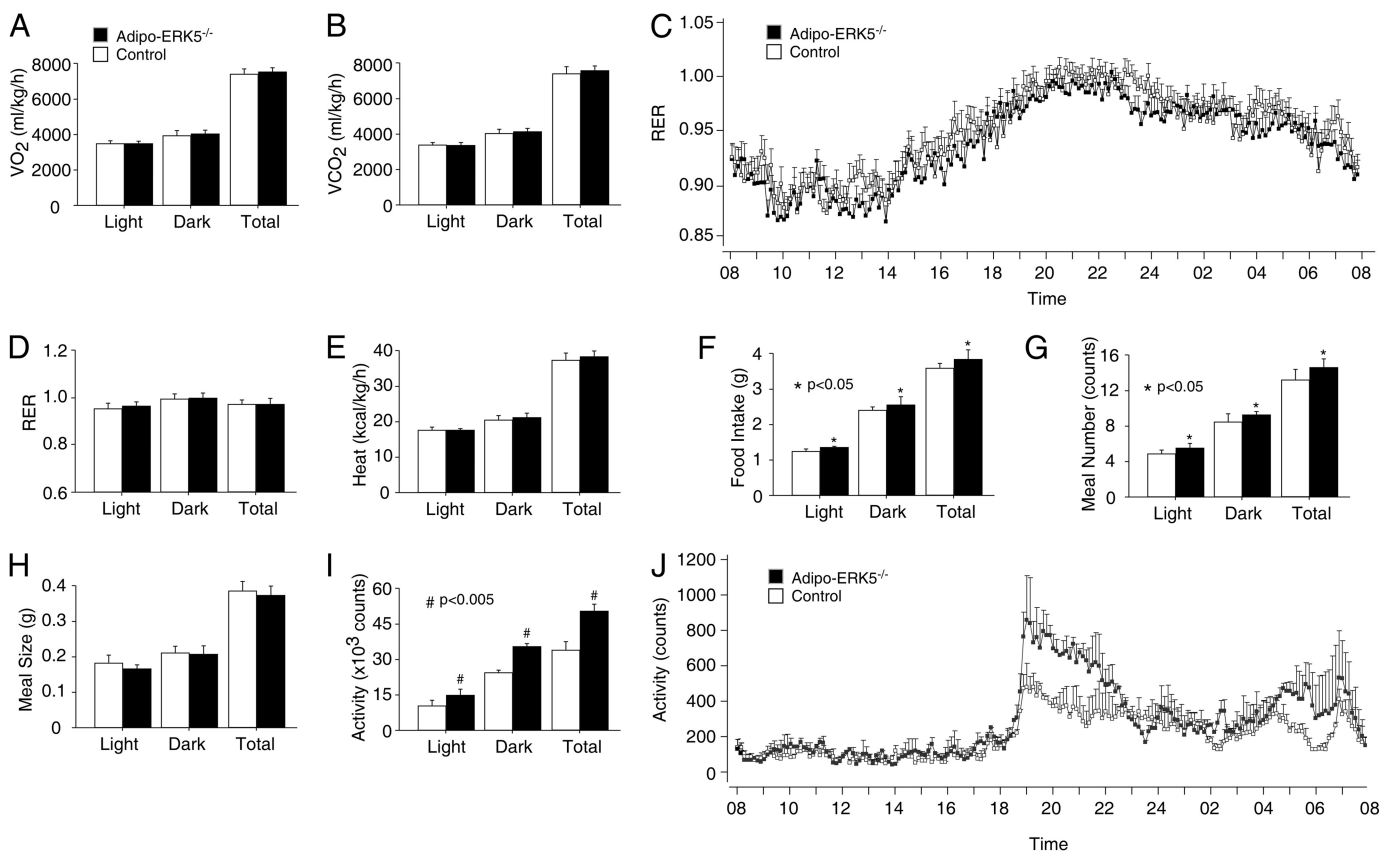 A
Adipo-ERK5-/-
Control
VO2 (ml/kg/h)
8000
6000
4000
2000
0
Light Dark Total
B
VCO2 (ml/kg/h)
8000
6000
4000
2000
0
Light Dark Total
C
Adipo-ERK5-/-
Control
RER
1.05
1.00
0.95
0.90
0.85
08 10 12 14 16 18 20 22 24 02 04 06 08
Time
D
RER
1.2
1.0
0.8
0.6
Light Dark Total
E
Heat (kcal/kg/h)
40
30
20
10
0
Light Dark Total
F
Food Intake (g)
4
3
2
1
0
* p<0.05
* * *
Light Dark Total
G
Meal Number (counts)
16
12
8
4
0
* p<0.05
* * *
Light Dark Total
H
Meal Size (g)
0.4
0.3
0.2
0.1
0
Light Dark Total
I
Activity (x103 counts)
60
45
30
15
0
# p<0.005
# # #
Light Dark Total
J
Adipo-ERK5-/-
Control
Activity (counts)
1200
1000
800
600
400
200
0
08 10 12 14 16 18 20 22 24 02 04 06 08
Time